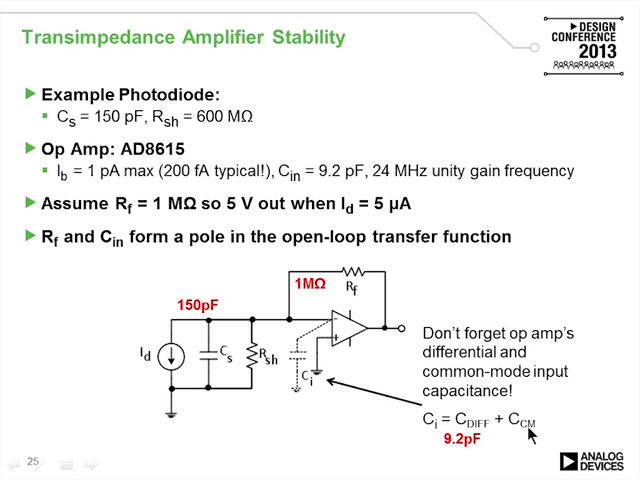 Transimpedance Amplifier Stability
DESIGN
CONFERENCE
2013
Example Photodiode:
Cs = 150 pF, Rsh = 600 MΩ
Op Amp: AD8615
Ib = 1 pA max (200 fA typical!), Cin = 9.2 pF, 24 MHz unity gain frequency
Assume Rf = 1 MΩ so 5 V out when Id = 5 µA
Rf and Cin form a pole in the open-loop transfer function
1MΩ
Rf
150pF
Id
Cs
Rsh
Ci
-
+
Don't forget op amp's
differential and
common-mode input
capacitance!
Ci = CDIFF + CCM
9.2pF
25
ANALOG
DEVICES